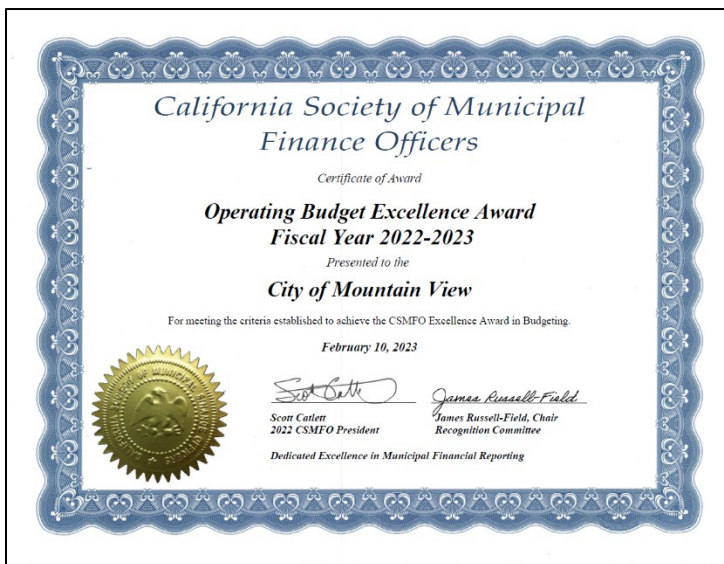 California Society of Municipal
Finance Officers
Certificate of Award
Operating Budget Excellence Award
Fiscal Year 2022-2023
Presented to the
City of Mountain View
For meeting the criteria established to achieve the CSMFO Excellence Award in Budgeting.
February 10, 2023
Scott Catlett
James Russell-Field
Scott Catlett
2022 CSMFO President
James Russell-Field, Chair
Recognition Committee
Dedicated Excellence in Municipal Financial Reporting